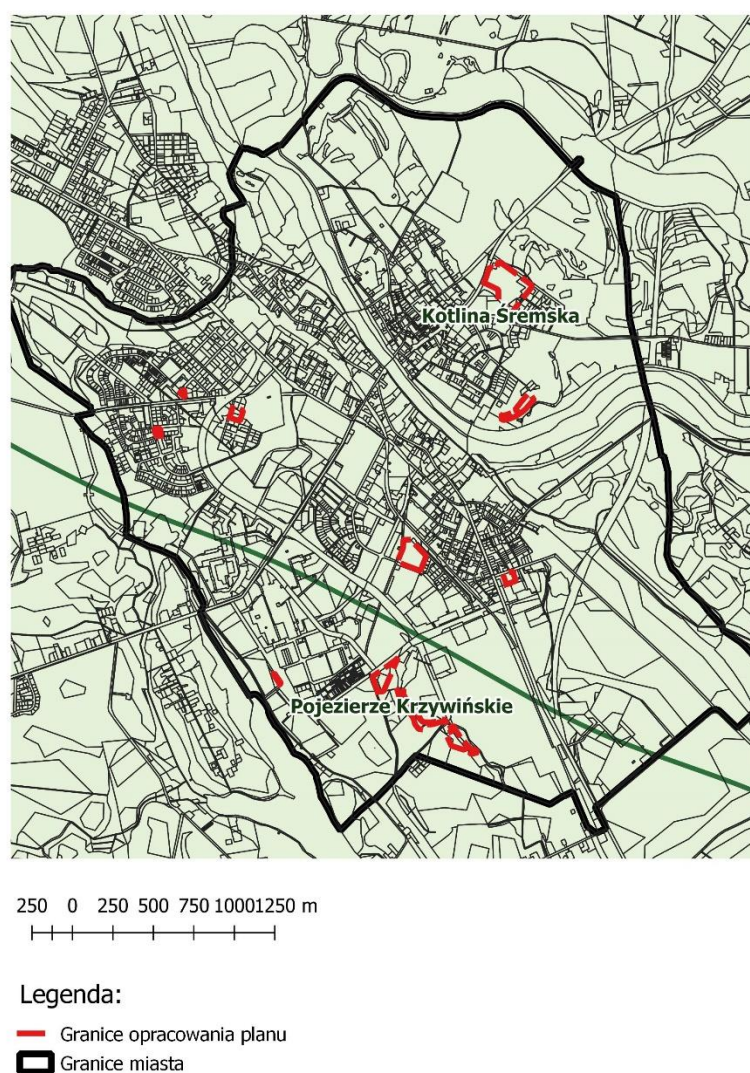 Kotlina Śremska
Pojezierze Krzywińskie
250 0 250 500 750 10001250 m
Legenda:
Granice opracowania planu
Granice miasta